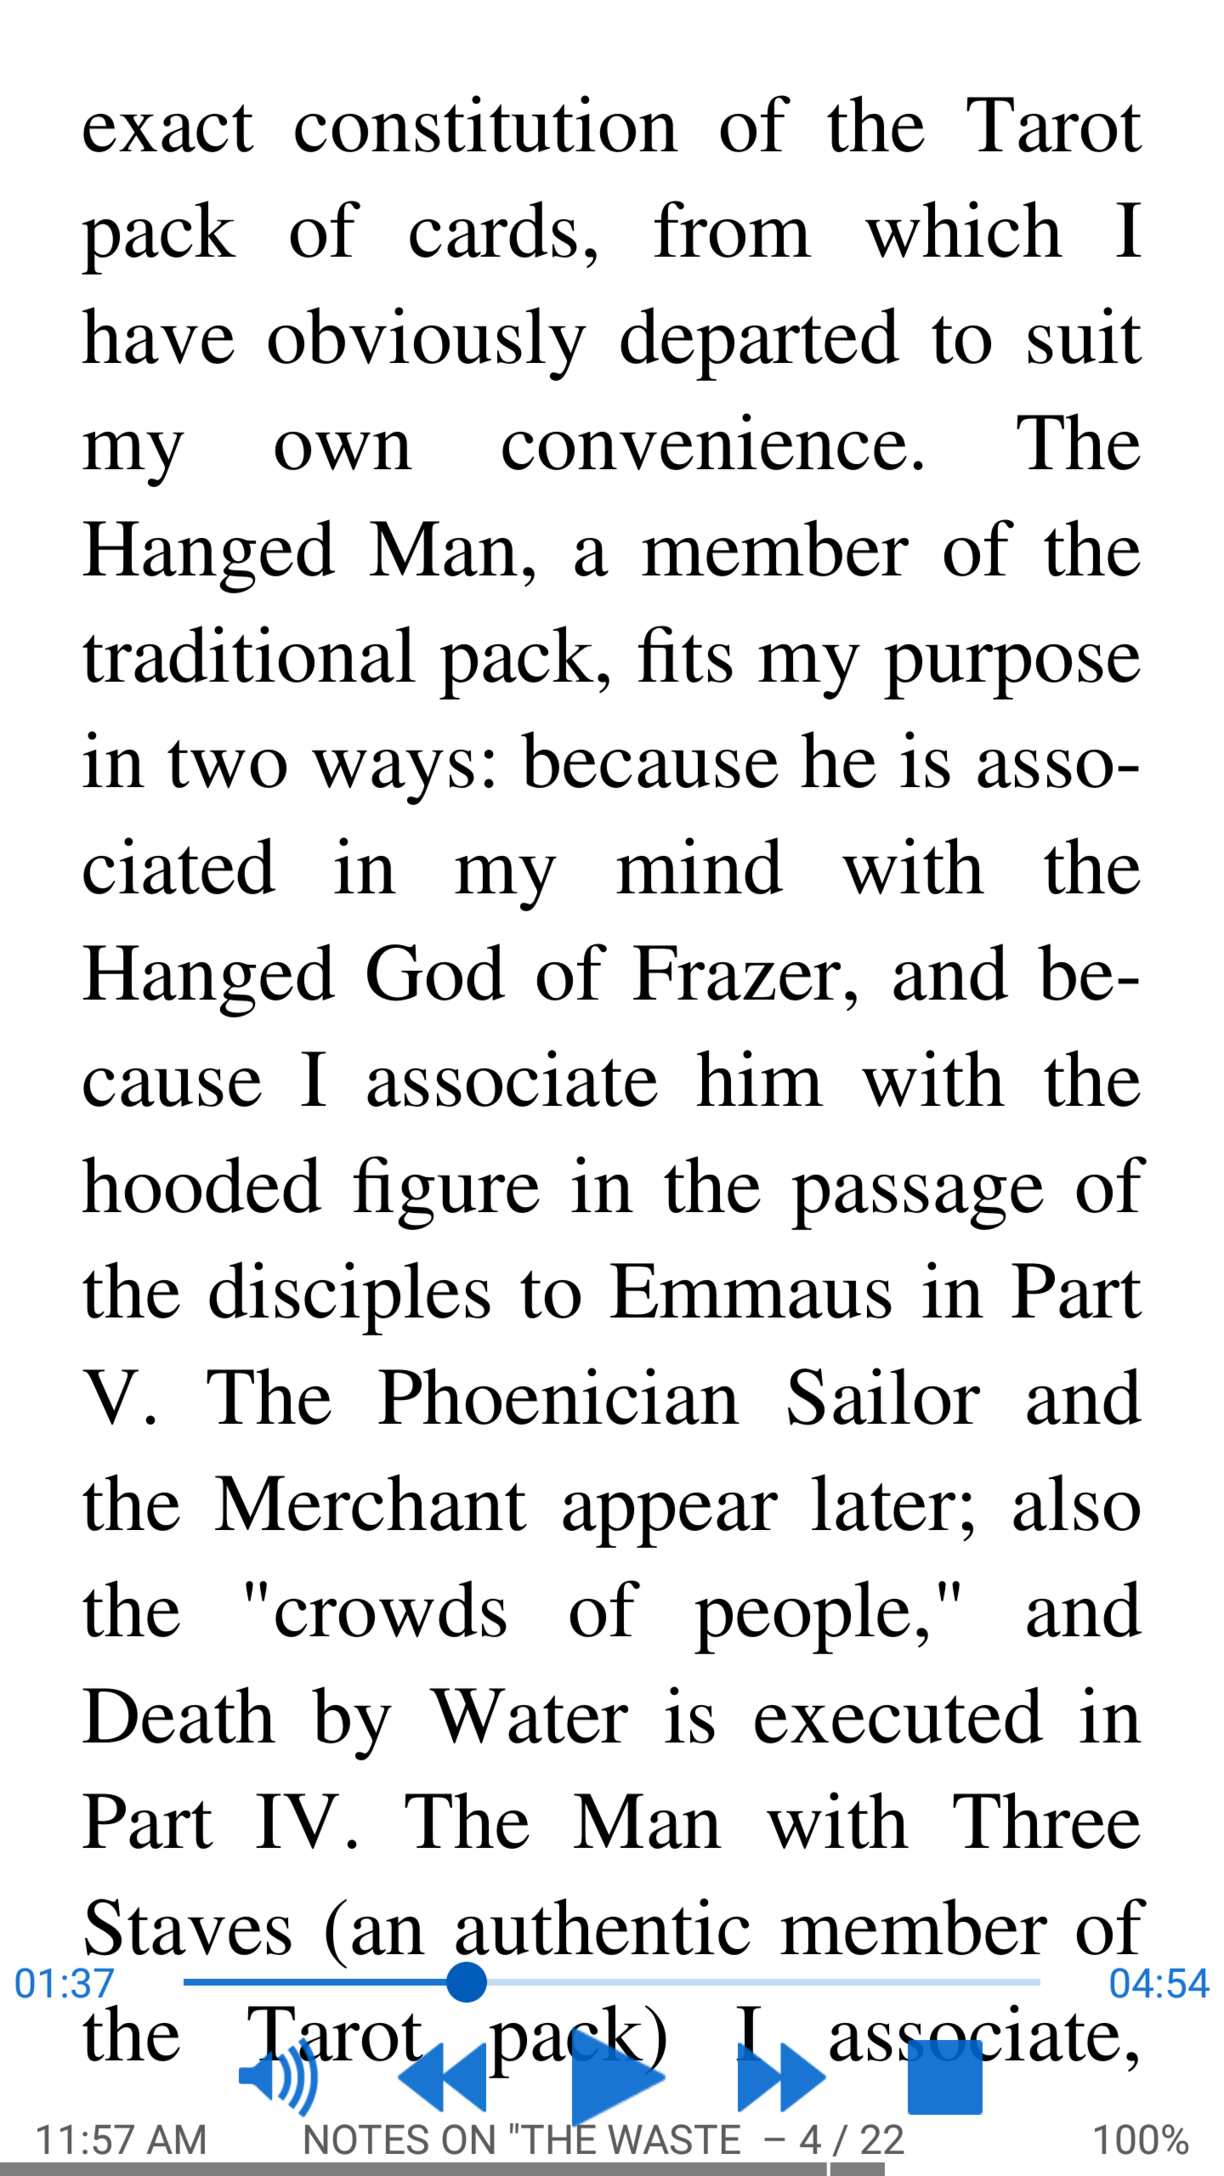 exact constitution of the Tarot
pack of cards, from which I
have obviously departed to suit
my own convenience. The
Hanged Man, a member of the
traditional pack, fits my purpose
in two ways: because he is asso-
ciated in my mind with the
Hanged God of Frazer, and be-
cause I associate him with the
hooded figure in the passage of
the disciples to Emmaus in Part
V. The Phoenician Sailor and
the Merchant appear later; also
the "crowds of people," and
Death by Water is executed in
Part IV. The Man with Three
Staves (an authentic member of
01:37 04:54
the Tarot pack) I associate,
11:57 AM NOTES ON "THE WASTE – 4 / 22 100%